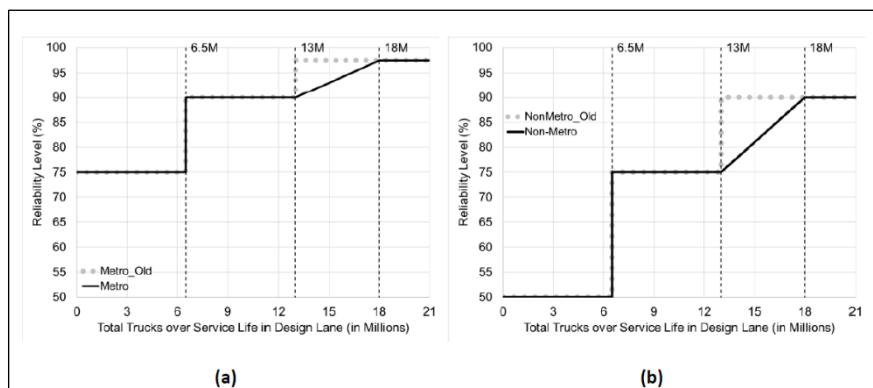 100
95
90
85
80
75
70
65
60
55
50
Reliability Level (%)
6.5M
13M
18M
Metro_Old
Metro
0 3 6 9 12 15 18 21
Total Trucks over Service Life in Design Lane (in Millions)
(a)
100
95
90
85
80
75
70
65
60
55
50
Reliability Level (%)
6.5M
13M
18M
NonMetro_Old
Non-Metro
0 3 6 9 12 15 18 21
Total Trucks over Service Life in Design Lane (in Millions)
(b)